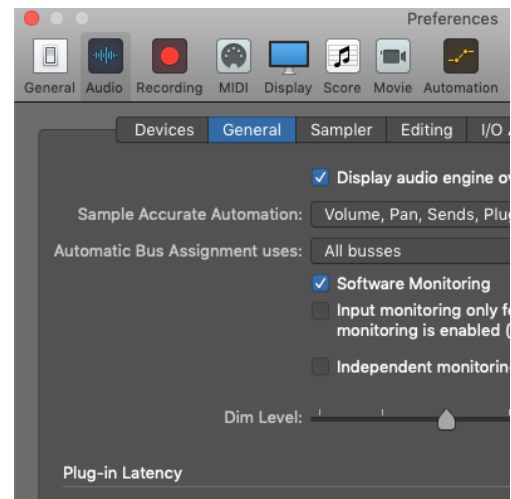 Preferences
General Audio Recording MIDI Display Score Movie Automation
Devices General Sampler Editing I/O
Display audio engine
Sample Accurate Automation: Volume, Pan, Sends,
Automatic Bus Assignment uses: All busses
Software Monitoring
Input monitoring only
monitoring is enabled (
Independent
Dim Level:
Plug-in Latency